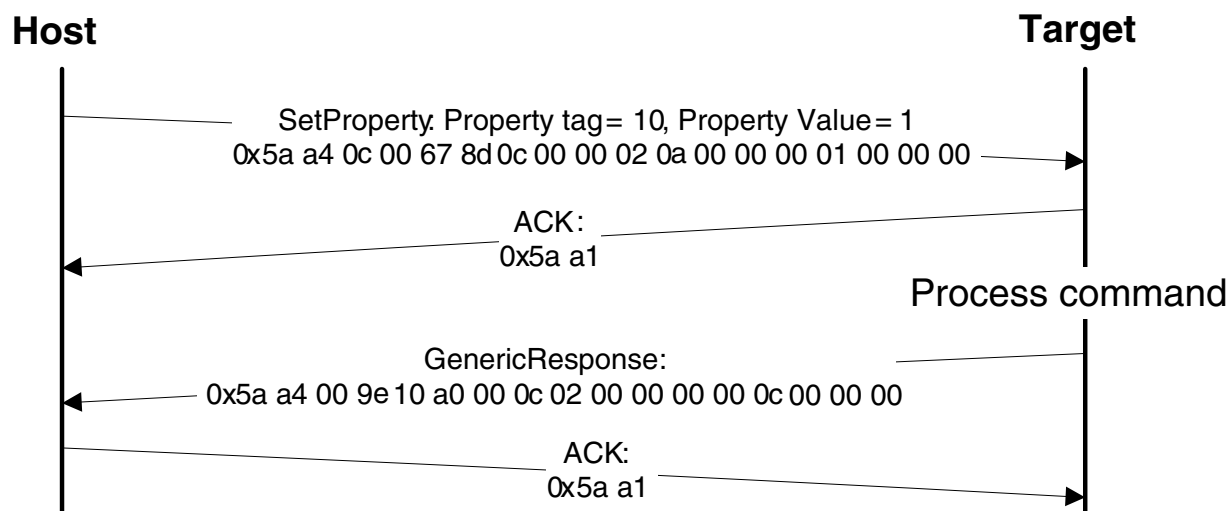 Host
Target
SetProperty: Property tag= 10, Property Value= 1
0x5a a4 0c 00 67 8d 0c 00 00 02 0a 00 00 00 01 00 00 00
ACK:
0x5a a1
Process command
GenericResponse:
0x5a a4 00 9e 10 a0 00 0c 02 00 00 00 00 0c 00 00 00
ACK:
0x5a a1